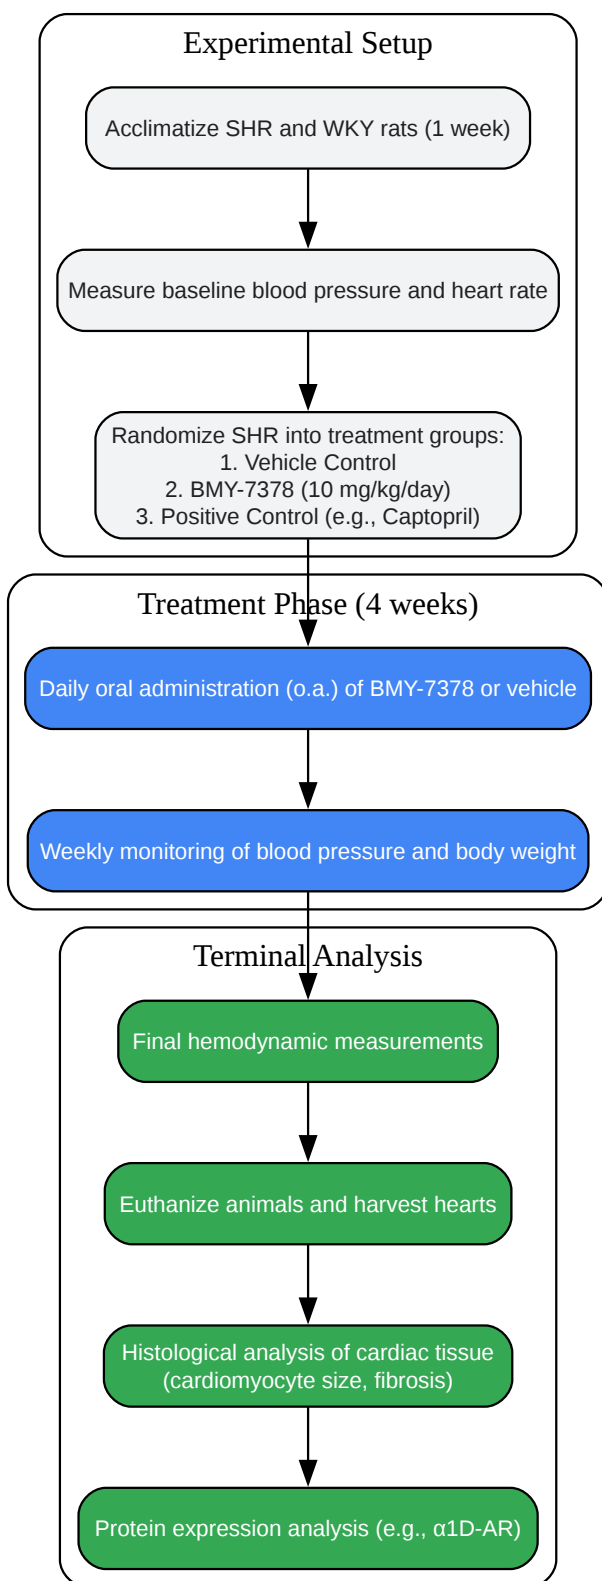 Experimental Setup
Acclimatize SHR and WKY rats (1 week)
Measure baseline blood pressure and heart rate
Randomize SHR into treatment groups:
1. Vehicle Control
2. BMY-7378 (10 mg/kg/day)
3. Positive Control (e.g., Captopril)
Treatment Phase (4 weeks)
Daily oral administration (o.a.) of BMY-7378 or vehicle
Weekly monitoring of blood pressure and body weight
Terminal Analysis
Final hemodynamic measurements
Euthanize animals and harvest hearts
Histological analysis of cardiac tissue
(cardiomyocyte size, fibrosis)
Protein expression analysis (e.g., α1D-AR)